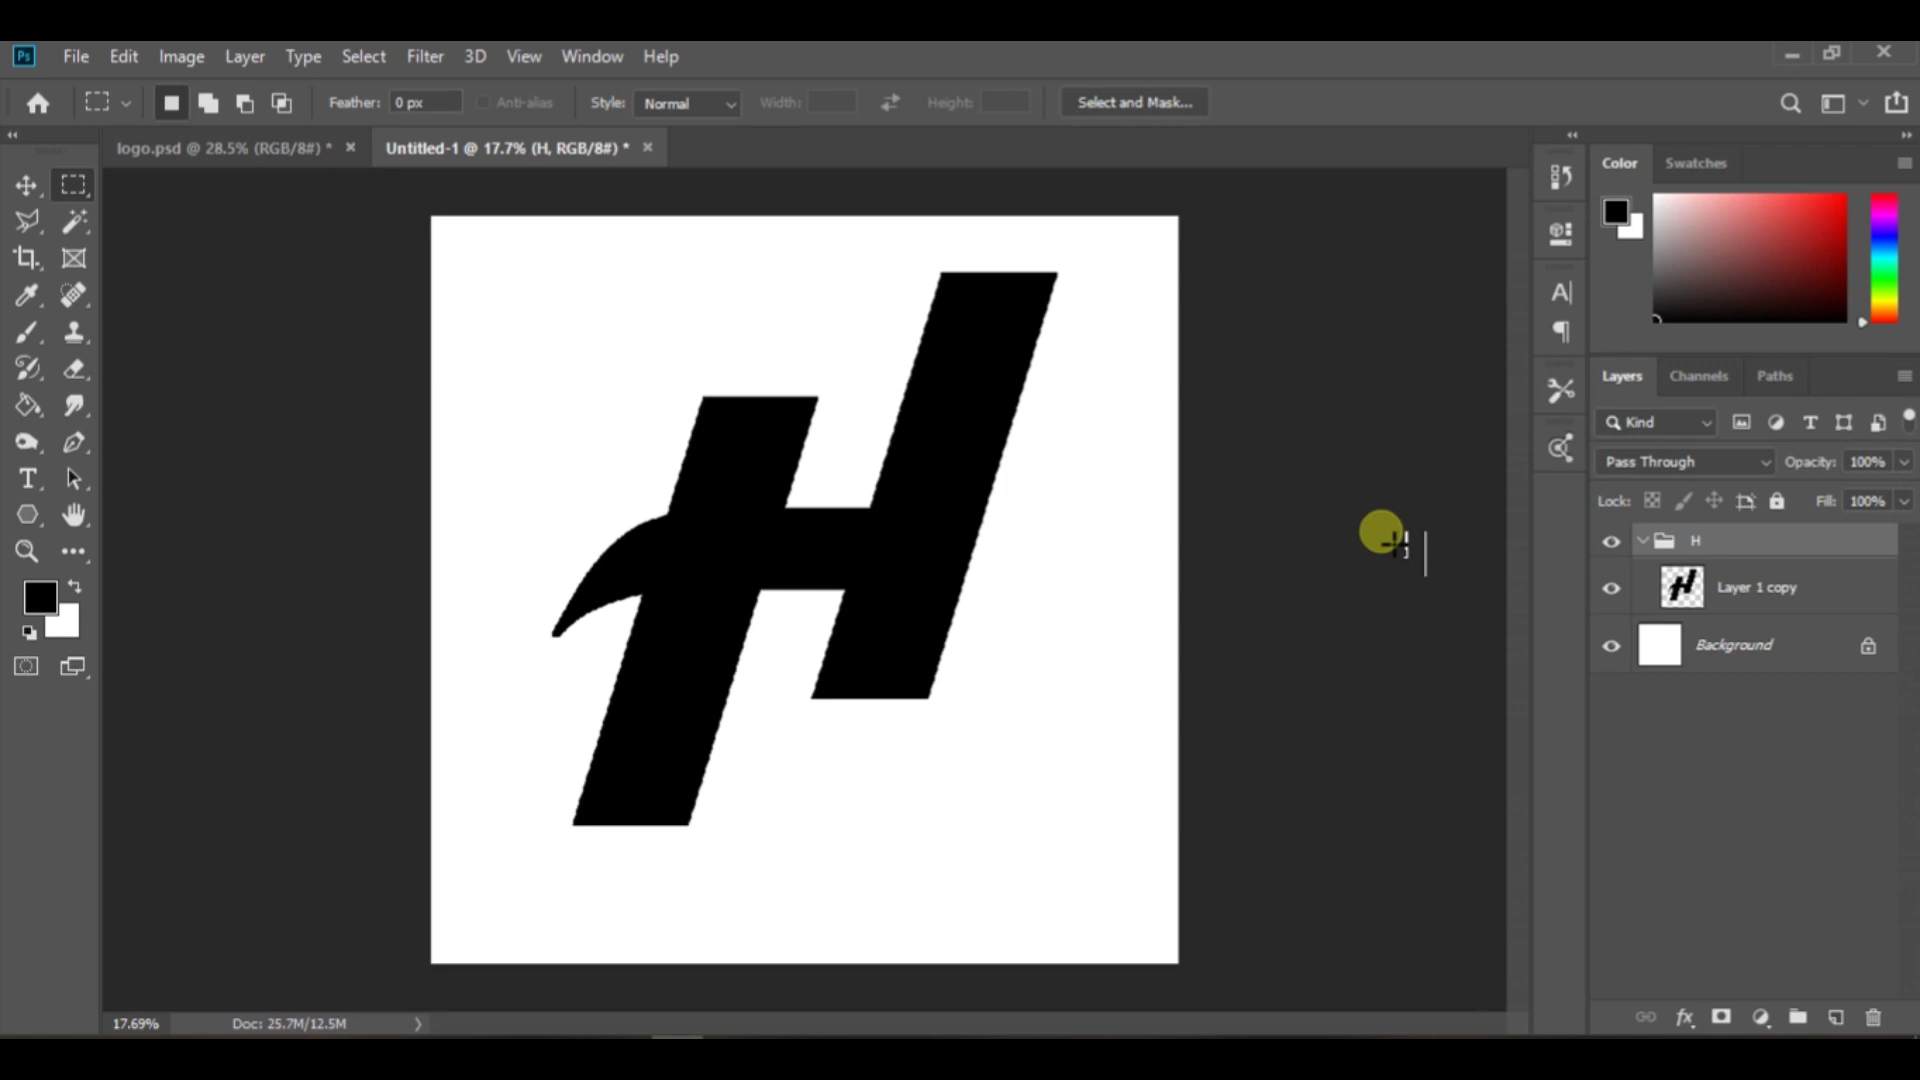 Ps File Edit Image Layer Type Select Filter 3D View Window Help
Feather: 0 px Anti-alias Style: Normal Width: Height: Select and Mask...
logo.psd @ 28.5% (RGB/8#) * × Untitled-1 @ 17.7% (H, RGB/8#) * ×
Color Swatches
H
Layers Channels Paths
Kind
Pass Through Opacity: 100%
Lock: Fill: 100%
H
Layer 1 copy
Background
17.69% Doc: 25.7M/12.5M